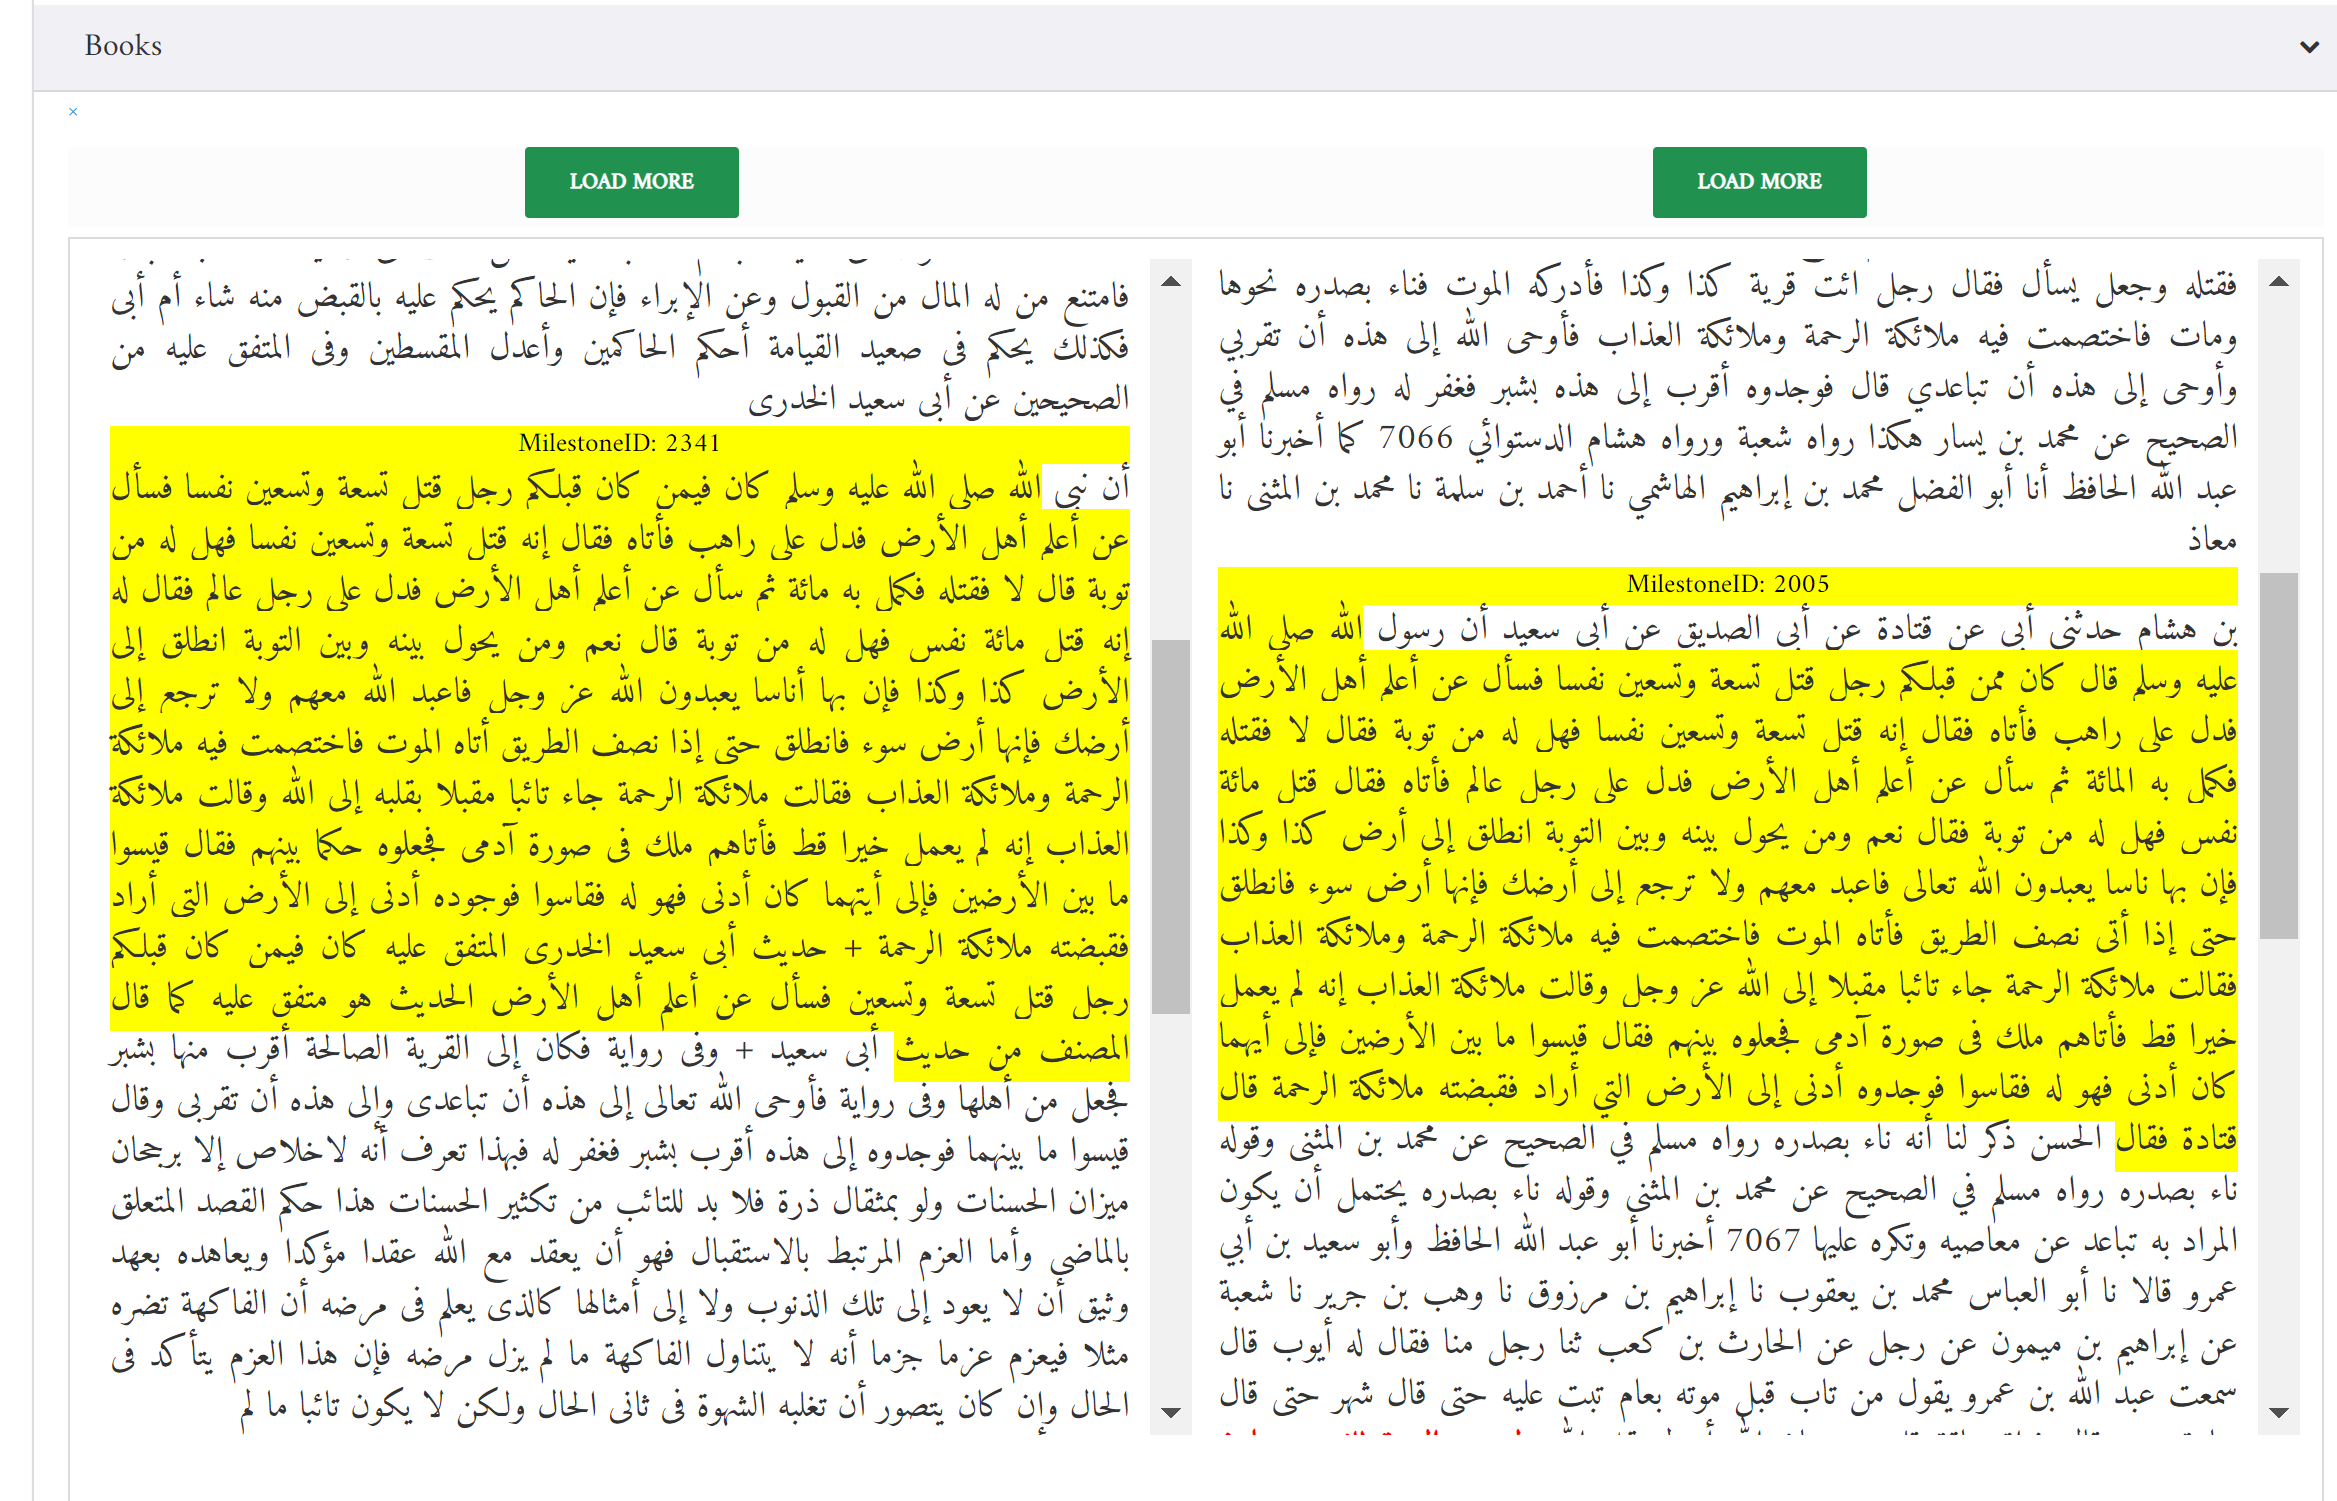 Books
×
LOAD MORE
LOAD MORE
فامتنع من له المال من القبول وعن الإبراء فإن الحاكم يحكم عليه بالقبض منه شاء أم أبى
فكذلك يحكم فى صعيد القيامة أحكم الحاكمين وأعدل المقسطين وفى المتفق عليه من
الصحيحين عن أبى سعيد الخدرى
MilestoneID: 2341
أن نبى الله صلى الله عليه وسلم كان فيمن كان قبلكم رجل قتل تسعة وتسعين نفسا فسأل
عن أعلم أهل الأرض فدل على راهب فأتاه فقال إنه قتل تسعة وتسعين نفسا فهل له من
توبة قال لا فقتله فكمل به مائة ثم سأل عن أعلم أهل الأرض فدل على رجل عالم فقال له
إنه قتل مائة نفس فهل له من توبة قال نعم ومن يحول بينه وبين التوبة انطلق إلى
الأرض كذا وكذا فإن بها أناسا يعبدون الله عز وجل فاعبد الله معهم ولا ترجع إلى
أرضك فإنها أرض سوء فانطلق حتى إذا نصف الطريق أتاه الموت فاختصمت فيه ملائكة
الرحمة وملائكة العذاب فقالت ملائكة الرحمة جاء تائبا مقبلا بقلبه إلى الله وقالت ملائكة
العذاب إنه لم يعمل خيرا قط فأتاهم ملك فى صورة آدمى فجعلوه حكما بينهم فقال قيسوا
ما بين الأرضين فإلى أيتهما كان أدنى فهو له فقاسوا فوجوده أدنى إلى الأرض التى أراد
فقبضته ملائكة الرحمة + حديث أبى سعيد الخدرى المتفق عليه كان فيمن كان قبلكم
رجل قتل تسعة وتسعين فسأل عن أعلم أهل الأرض الحديث هو متفق عليه كما قال
المصنف من حديث أبى سعيد + وفى رواية فكان إلى القرية الصالحة أقرب منها بشبر
فجعل من أهلها وفى رواية فأوحى الله تعالى إلى هذه أن تباعدى وإلى هذه أن تقربى وقال
قيسوا ما بينهما فوجدوه إلى هذه أقرب بشبر فغفر له فبهذا تعرف أنه لاخلاص إلا برجحان
ميزان الحسنات ولو بمثقال ذرة فلا بد للتائب من تكثير الحسنات هذا حكم القصد المتعلق
بالماضى وأما العزم المرتبط بالاستقبال فهو أن يعقد مع الله عقدا مؤكدا ويعاهده بعهد
وثيق أن لا يعود إلى تلك الذنوب ولا إلى أمثالها كالذى يعلم فى مرضه أن الفاكهة تضره
مثلا فيعزم عزما جزما أنه لا يتناول الفاكهة ما لم يزل مرضه فإن هذا العزم يتأكد فى
الحال وإن كان يتصور أن تغلبه الشهوة فى ثانى الحال ولكن لا يكون تائبا ما لم
فقتله وجعل يسأل فقال رجل ائت قرية كذا وكذا فأدركه الموت فناء بصدره نحوها
ومات فاختصمت فيه ملائكة الرحمة وملائكة العذاب فأوحى الله إلى هذه أن تقربي
وأوحى إلى هذه أن تباعدي قال فوجدوه أقرب إلى هذه بشبر فغفر له رواه مسلم في
الصحيح عن محمد بن يسار هكذا رواه شعبة ورواه هشام الدستوائي 7066 كما أخبرنا أبو
عبد الله الحافظ أنا أبو الفضل محمد بن إبراهيم الهاشمي نا أحمد بن سلمة نا محمد بن المثنى نا
معاذ
MilestoneID: 2005
بن هشام حدثنى أبى عن قتادة عن أبى الصديق عن أبى سعيد أن رسول الله صلى الله
عليه وسلم قال كان ممن قبلكم رجل قتل تسعة وتسعين نفسا فسأل عن أعلم أهل الأرض
فدل على راهب فأتاه فقال إنه قتل تسعة وتسعين نفسا فهل له من توبة فقال لا فقتله
فكمل به المائة ثم سأل عن أعلم أهل الأرض فدل على رجل عالم فأتاه فقال قتل مائة
نفس فهل له من توبة فقال نعم ومن يحول بينه وبين التوبة انطلق إلى أرض كذا وكذا
فإن بها ناسا يعبدون الله تعالى فاعبد معهم ولا ترجع إلى أرضك فإنها أرض سوء فانطلق
حتى إذا أتى نصف الطريق فأتاه الموت فاختصمت فيه ملائكة الرحمة وملائكة العذاب
فقالت ملائكة الرحمة جاء تائبا مقبلا إلى الله عز وجل وقالت ملائكة العذاب إنه لم يعمل
خيرا قط فأتاهم ملك فى صورة آدمى فجعلوه بينهم فقال قيسوا ما بين الأرضين فإلى أيهما
كان أدنى فهو له فقاسوا فوجدوه أدنى إلى الأرض التي أراد فقبضته ملائكة الرحمة قال
قتادة فقال الحسن ذكر لنا أنه ناء بصدره رواه مسلم في الصحيح عن محمد بن المثنى وقوله
ناء بصدره رواه مسلم في الصحيح عن محمد بن المثنى وقوله ناء بصدره يحتمل أن يكون
المراد به تباعد عن معاصيه وتكره عليها 7067 أخبرنا أبو عبد الله الحافظ وأبو سعيد بن أبي
عمرو قالا نا أبو العباس محمد بن يعقوب نا إبراهيم بن مرزوق نا وهب بن جرير نا شعبة
عن إبراهيم بن ميمون عن رجل عن الحارث بن كعب ثنا رجل منا فقال له أيوب قال
سمعت عبد الله بن عمرو يقول من تاب قبل موته بعام تبت عليه حتى قال شهر حتى قال